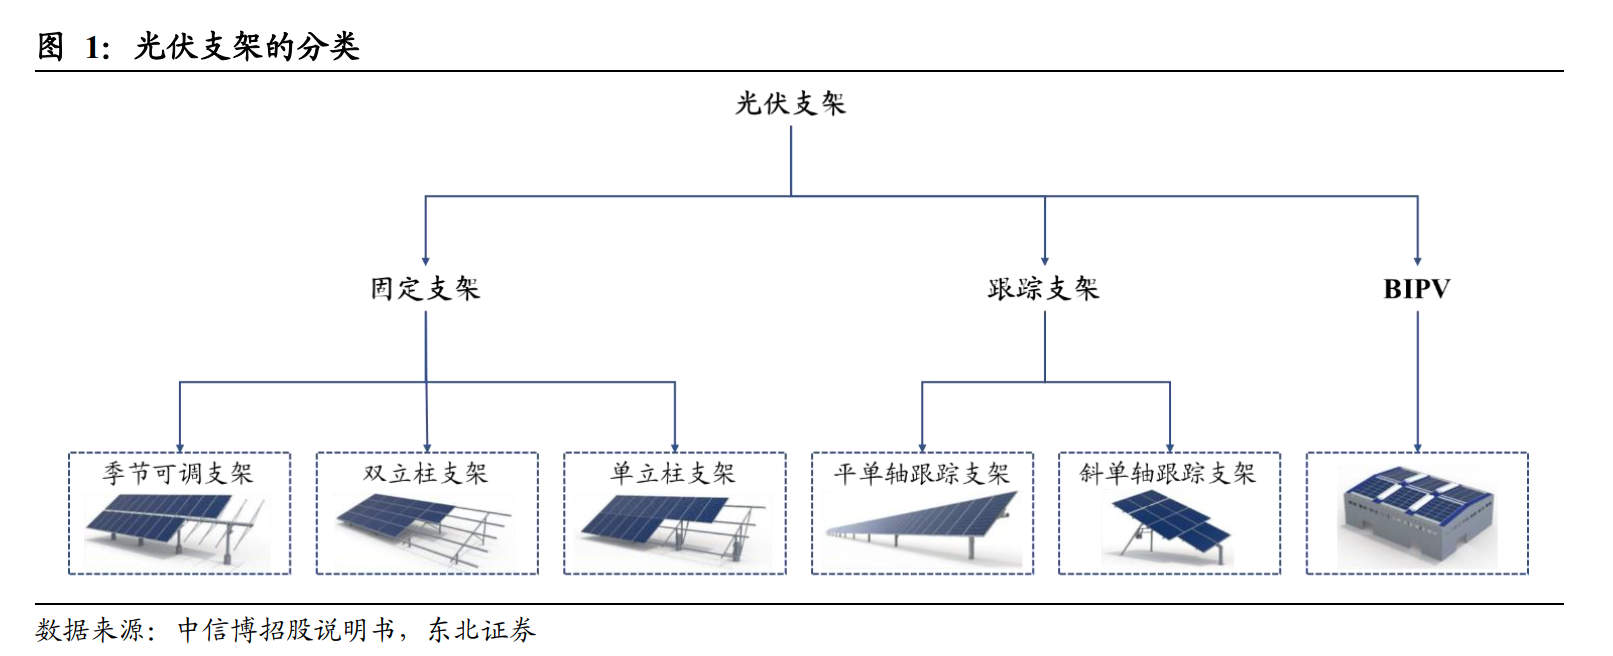 图 1：光伏支架的分类
光伏支架
固定支架 跟踪支架 BIPV
季节可调支架 双立柱支架 单立柱支架 平单轴跟踪支架 斜单轴跟踪支架
数据来源：中信博招股说明书，东北证券